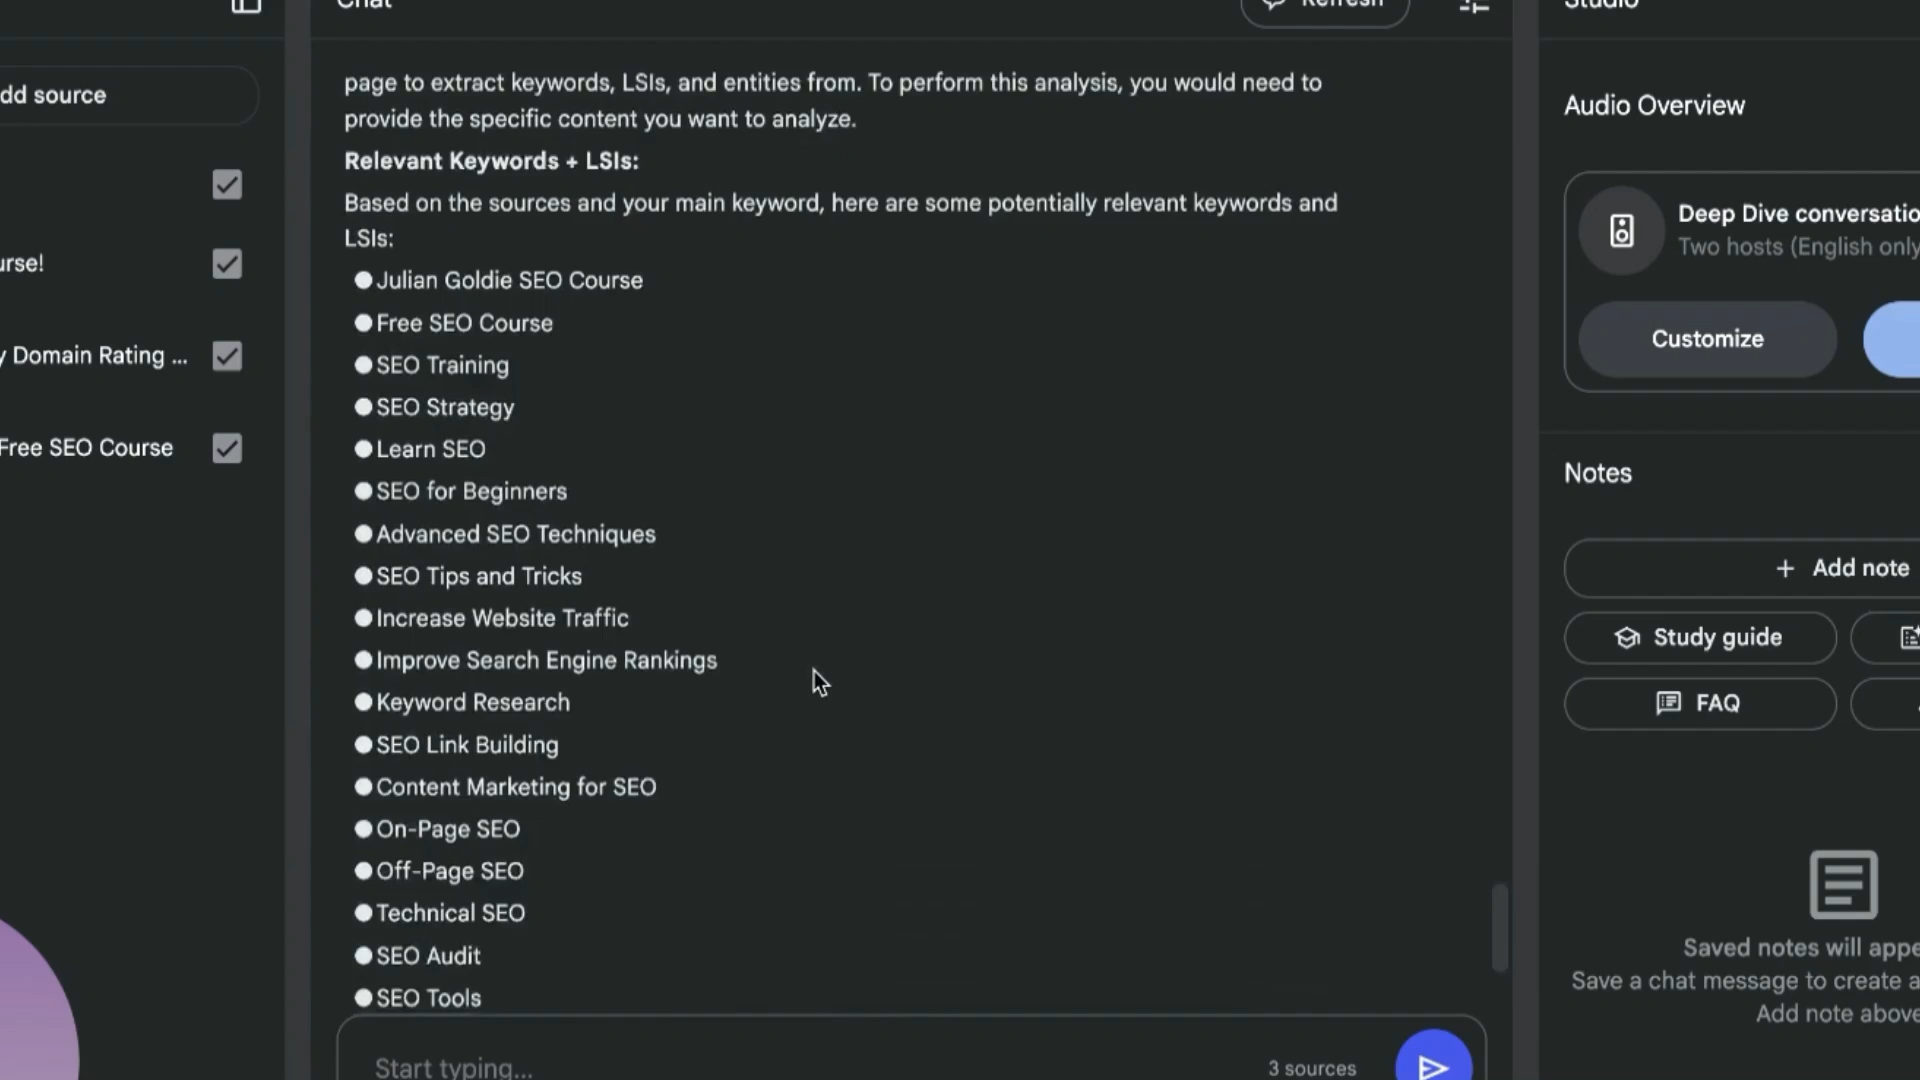 Chat
Refresh
Studio
dd source
urse!
y Domain Rating ...
Free SEO Course
page to extract keywords, LSIs, and entities from. To perform this analysis, you would need to
provide the specific content you want to analyze.
Relevant Keywords + LSIs:
Based on the sources and your main keyword, here are some potentially relevant keywords and
LSIs:
●Julian Goldie SEO Course
●Free SEO Course
●SEO Training
●SEO Strategy
●Learn SEO
●SEO for Beginners
●Advanced SEO Techniques
●SEO Tips and Tricks
●Increase Website Traffic
●Improve Search Engine Rankings
●Keyword Research
●SEO Link Building
●Content Marketing for SEO
●On-Page SEO
●Off-Page SEO
●Technical SEO
●SEO Audit
●SEO Tools
Start typing...
3 sources
Audio Overview
Deep Dive conversatio
Two hosts (English only
Customize
Notes
+ Add note
Study guide
FAQ
Saved notes will appe
Save a chat message to create a
Add note above